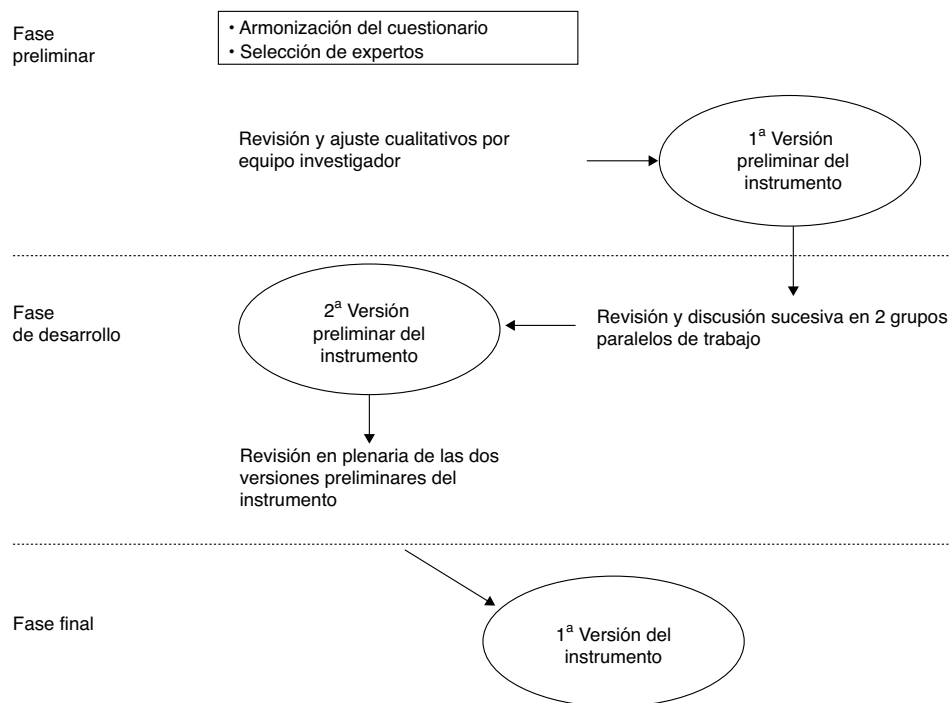 Fase
preliminar
• Armonización del cuestionario
• Selección de expertos
Revisión y ajuste cualitativos por
equipo investigador
1ª Versión
preliminar del
instrumento
Fase
de desarrollo
2ª Versión
preliminar del
instrumento
Revisión y discusión sucesiva en 2 grupos
paralelos de trabajo
Revisión en plenaria de las dos
versiones preliminares del
instrumento
Fase final
1ª Versión del
instrumento